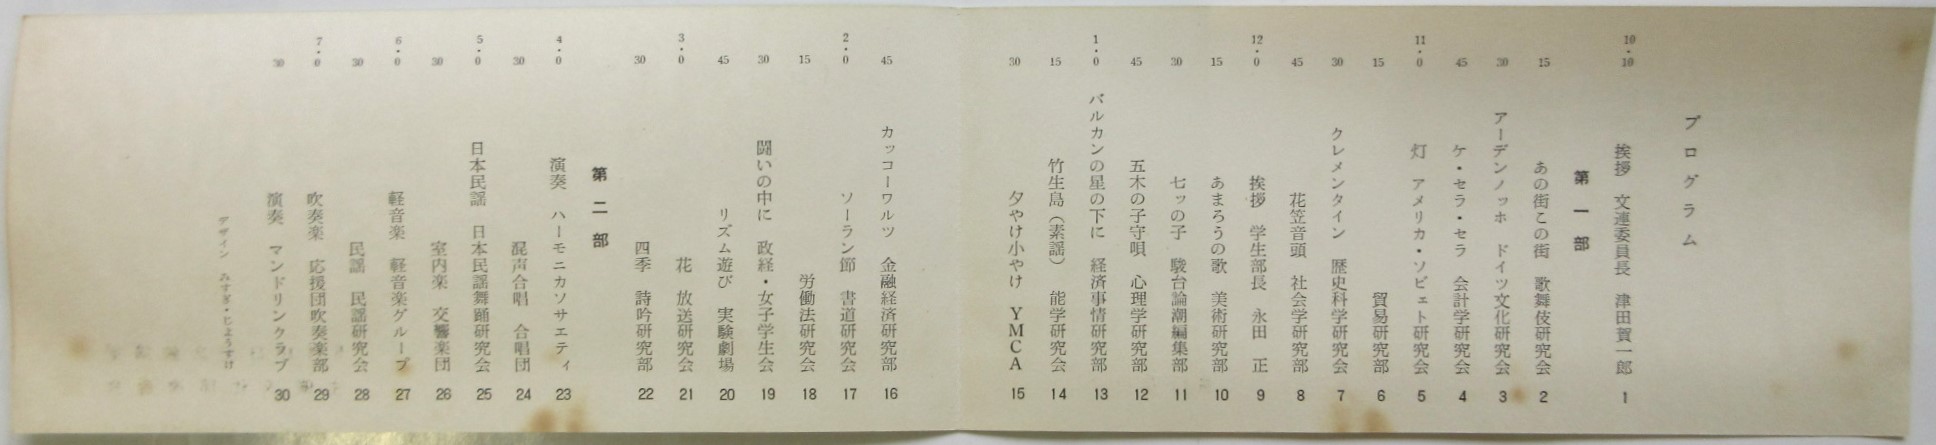 プログラム
10・10 挨拶 文連委員長 津田賀一郎 1
第一部
15 あの街この街 歌舞伎研究会 2
30 アーデンノッホ ドイツ文化研究会 3
45 ケ・セラ・セラ 会計学研究会 4
11・0 灯 アメリカ・ソビェト研究会 5
15 貿易研究部 6
30 クレメンタイン 歴史科学研究会 7
45 花笠音頭 社会学研究部 8
12・0 挨拶 学生部長 永田 正 9
15 あまろうの歌 美術研究部 10
30 七ッの子 駿台論潮編集部 11
45 五木の子守唄 心理学研究部 12
1・0 バルカンの星の下に 経済事情研究部 13
15 竹生島（素謡） 能学研究会 14
30 夕やけ小やけ YMCA 15
45 カッコーワルツ 金融経済研究部 16
2・0 ソーラン節 書道研究会 17
15 労働法研究会 18
30 闘いの中に 政経・女子学生会 19
45 リズム遊び 実験劇場 20
3・0 花 放送研究会 21
30 四季 詩吟研究部 22
第二部
4・0 演奏 ハーモニカソサエティ 23
30 混声合唱 合唱団 24
5・0 日本民謡 日本民謡舞踊研究会 25
30 室内楽 交響楽団 26
6・0 軽音楽 軽音楽グループ 27
30 民謡 民謡研究会 28
7・0 吹奏楽 応援団吹奏楽部 29
30 演奏 マンドリンクラブ 30
デザイン みすぎ・じようすけ